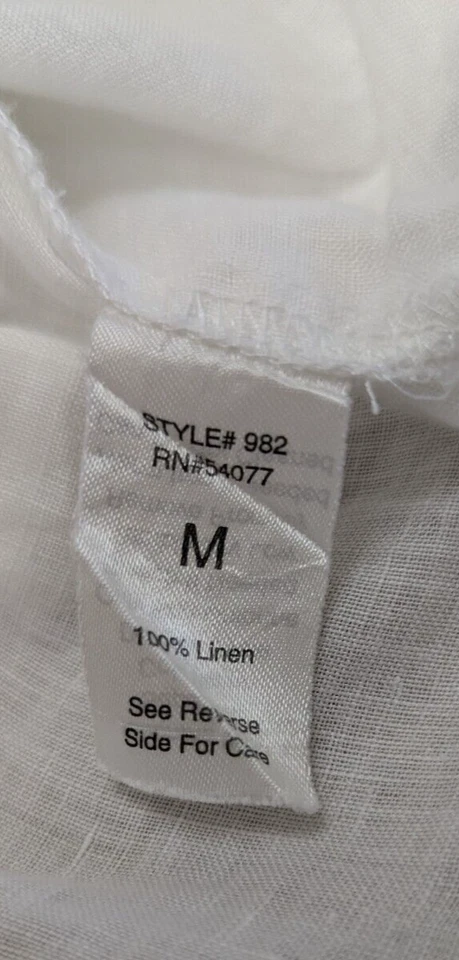 STYLE# 982
RN#54077
M
100% Linen
See Reverse
Side For Care